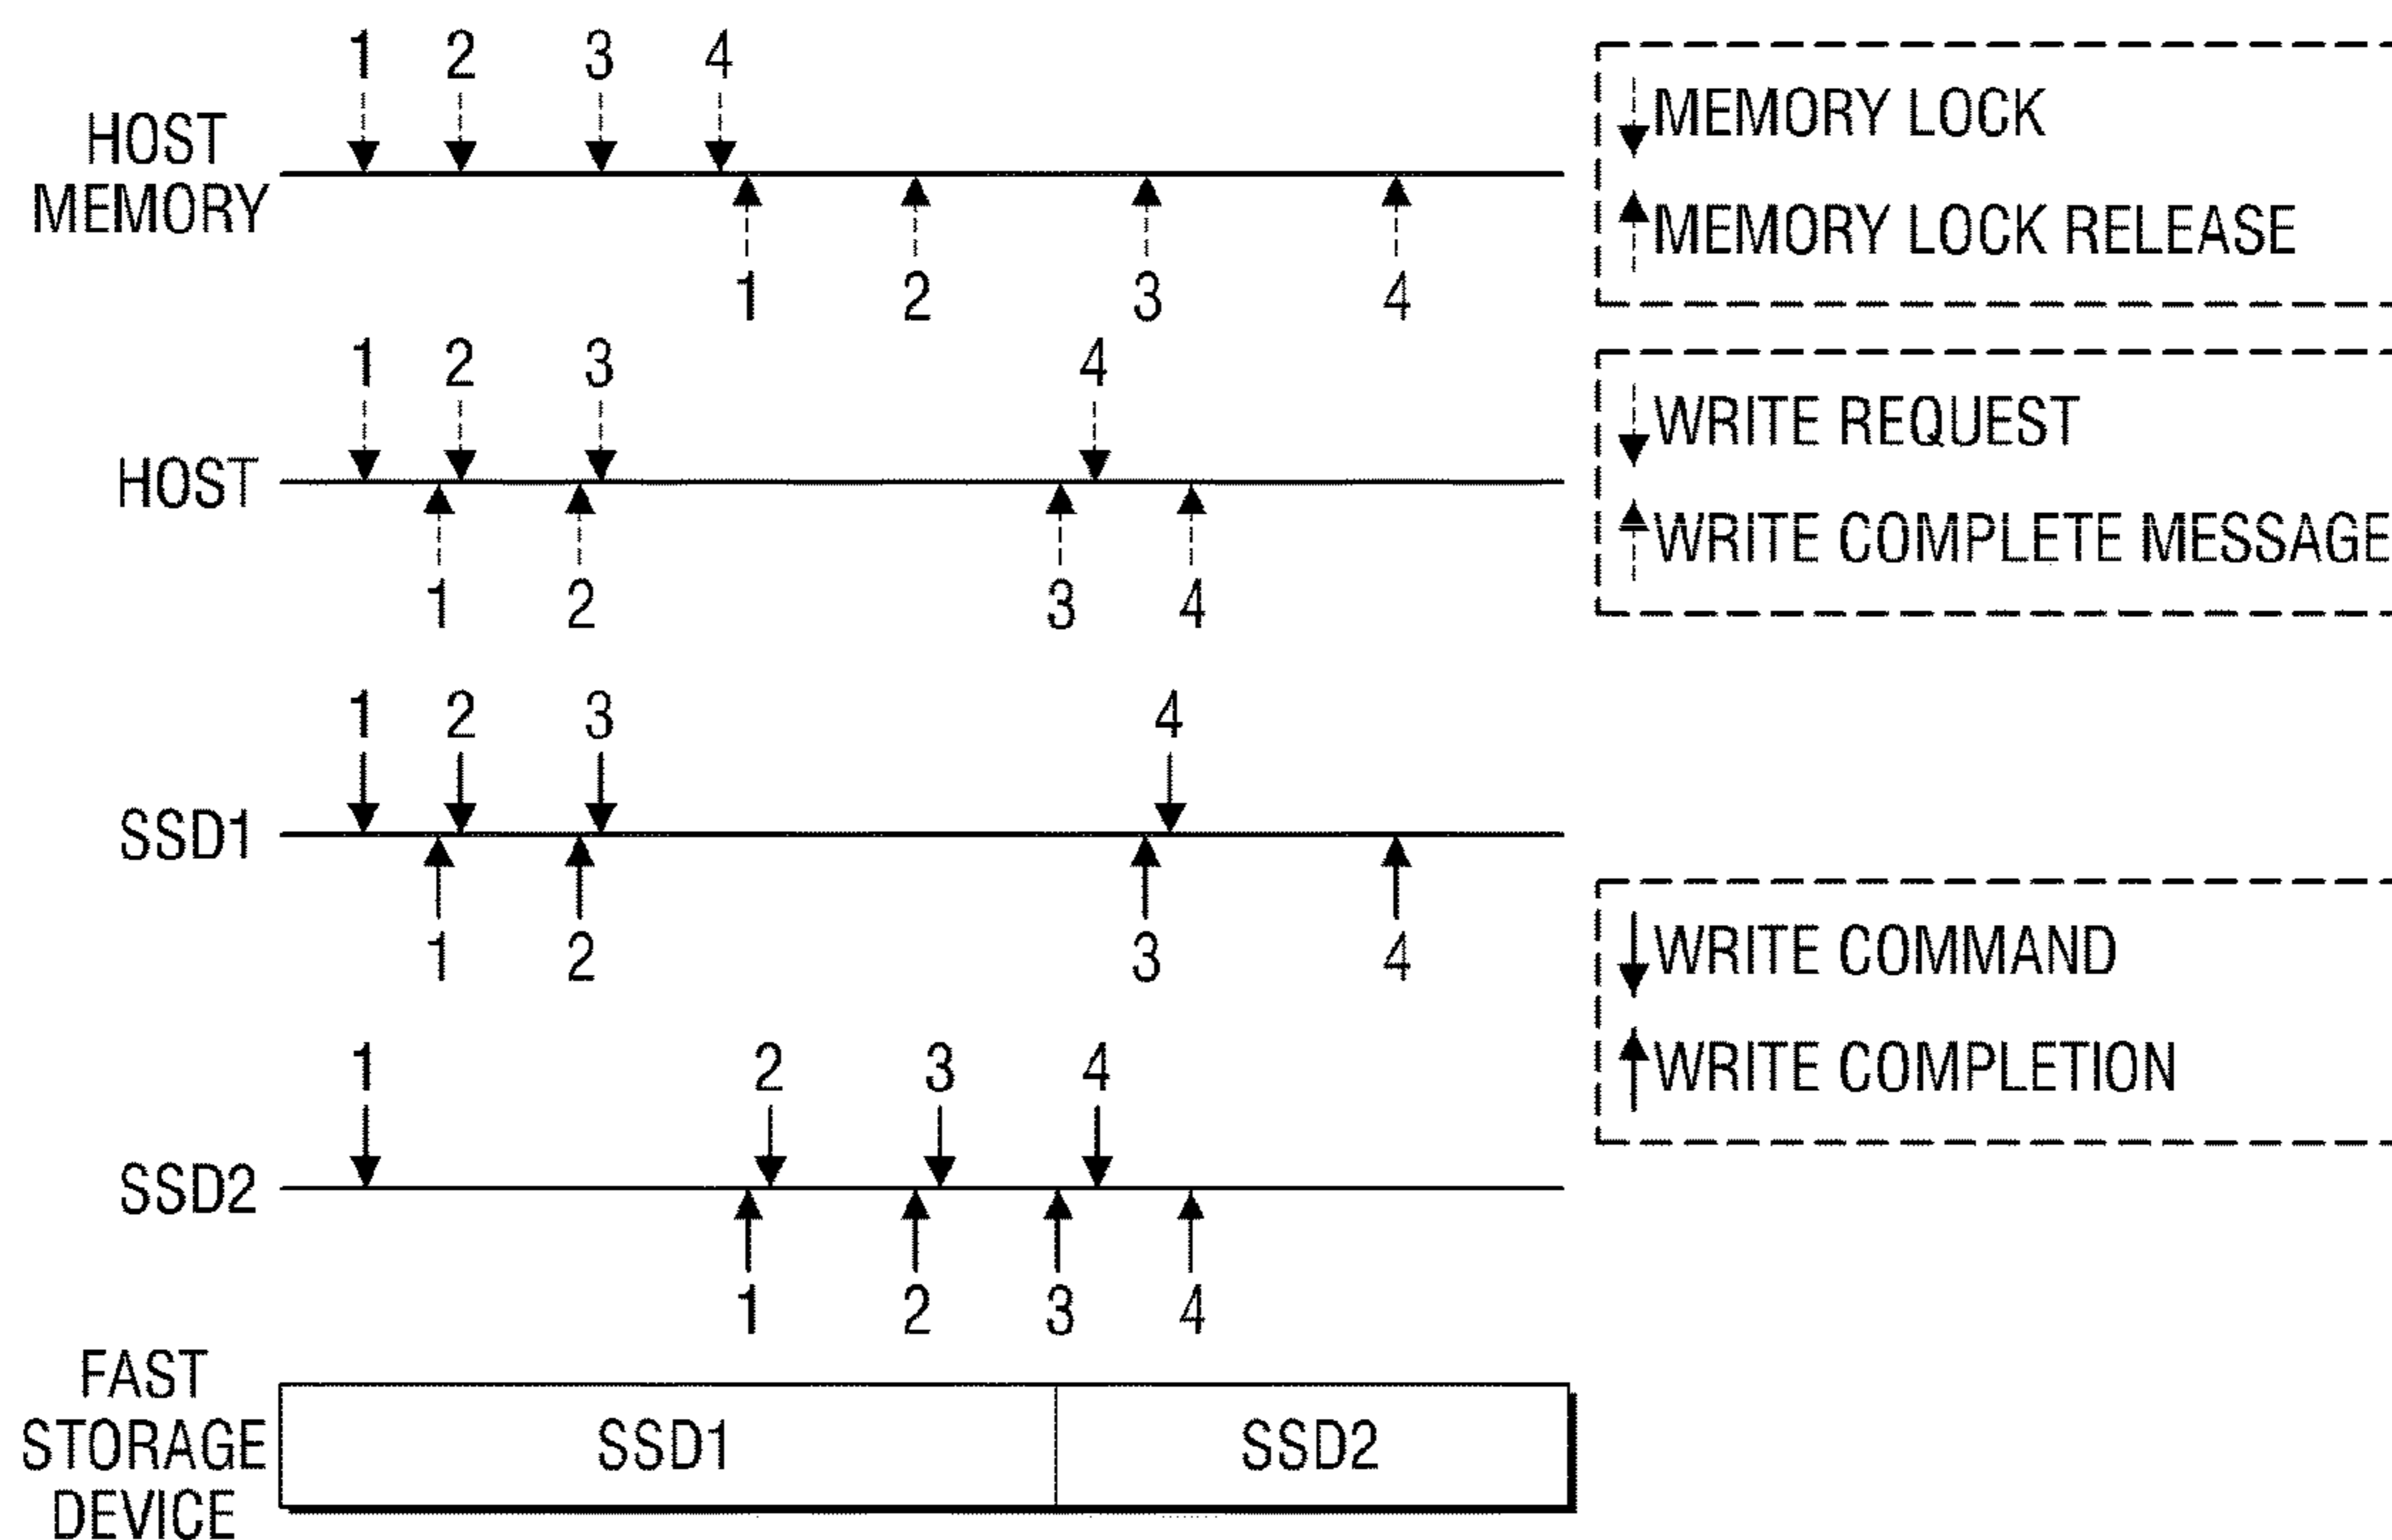 1 2 3 4
HOST
MEMORY
1 2 3 4
MEMORY LOCK
MEMORY LOCK RELEASE
1 2 3 4
HOST
1 2 3 4
WRITE REQUEST
WRITE COMPLETE MESSAGE
1 2 3 4
SSD1
1 2 3 4
WRITE COMMAND
WRITE COMPLETION
1 2 3 4
SSD2
1 2 3 4
FAST
STORAGE
DEVICE
SSD1 SSD2